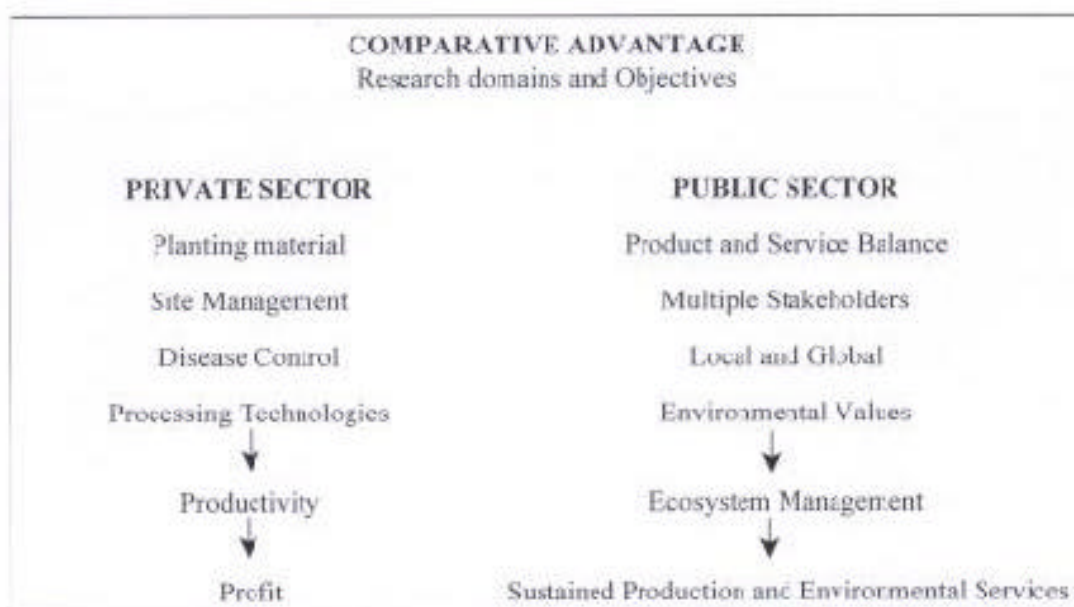 COMPARATIVE ADVANTAGE
Research domains and Objectives
PRIVATE SECTOR
Planting material
Site Management
Disease Control
Processing Technologies
Productivity
Profit
PUBLIC SECTOR
Product and Service Balance
Multiple Stakeholders
Local and Global
Environmental Values
Ecosystem Management
Sustained Production and Environmental Services